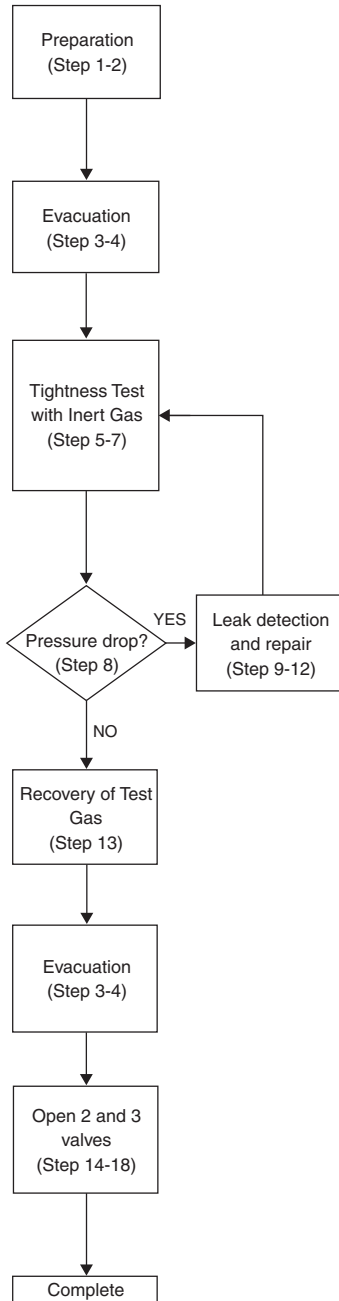 Preparation
(Step 1-2)
Evacuation
(Step 3-4)
Tightness Test
with Inert Gas
(Step 5-7)
Pressure drop?
(Step 8)
YES
Leak detection
and repair
(Step 9-12)
NO
Recovery of Test
Gas
(Step 13)
Evacuation
(Step 3-4)
Open 2 and 3
valves
(Step 14-18)
Complete